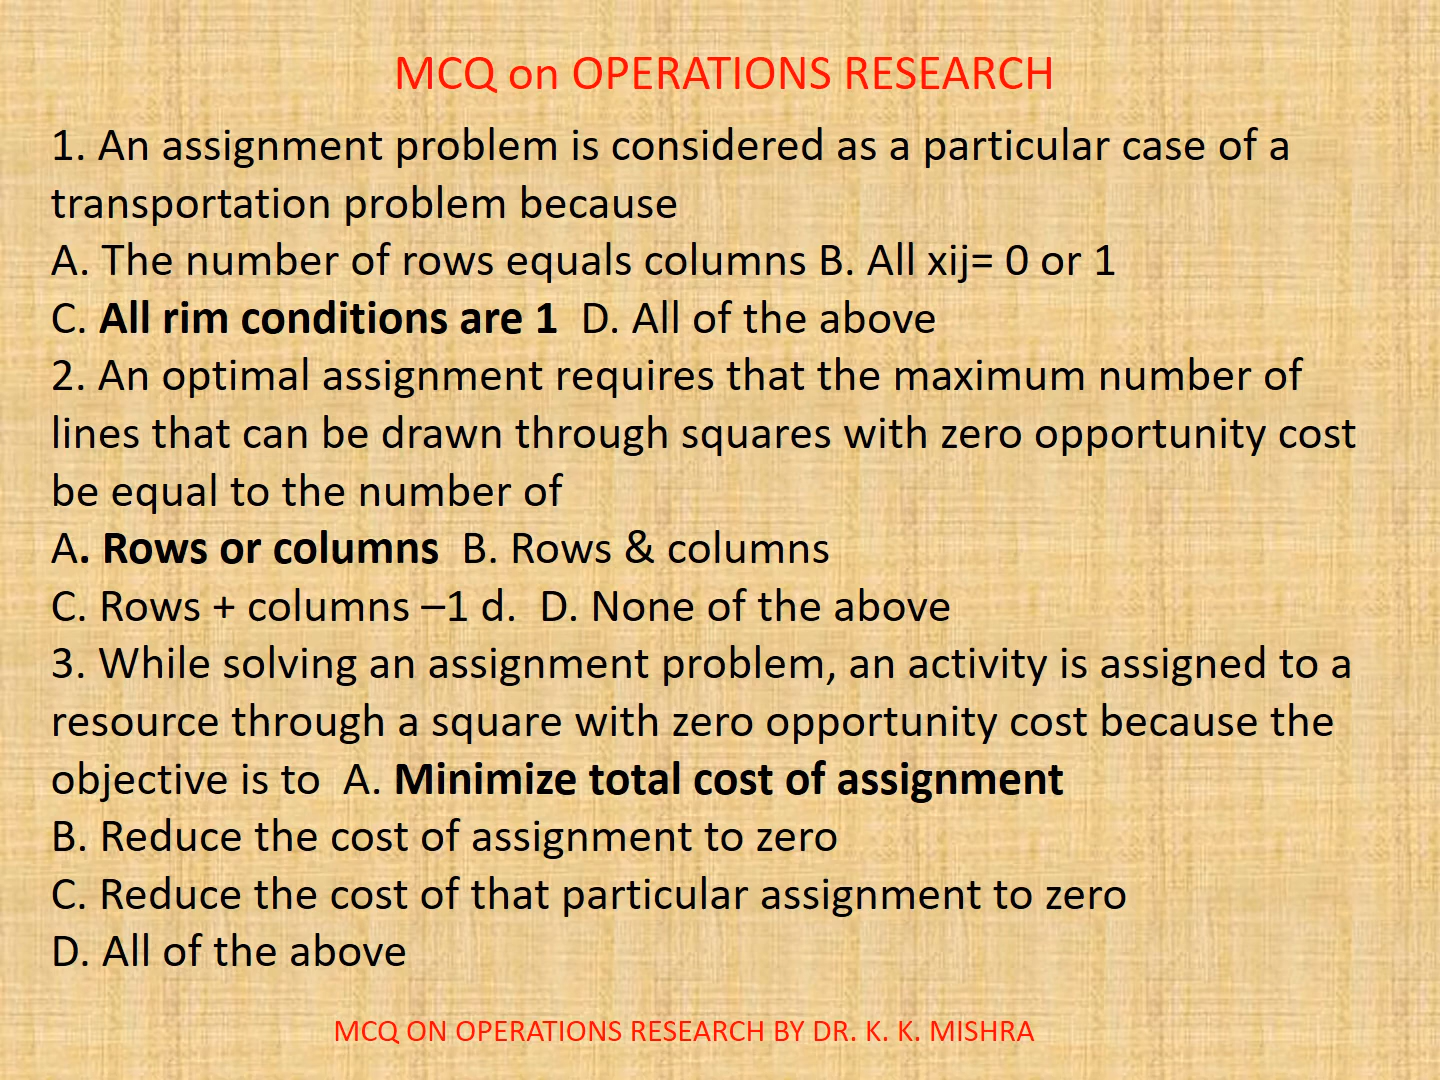 MCQ on OPERATIONS RESEARCH
1. An assignment problem is considered as a particular case of a
transportation problem because
A. The number of rows equals columns B. All xij= 0 or 1
C. All rim conditions are 1  D. All of the above
2. An optimal assignment requires that the maximum number of
lines that can be drawn through squares with zero opportunity cost
be equal to the number of
A. Rows or columns  B. Rows & columns
C. Rows + columns –1 d.  D. None of the above
3. While solving an assignment problem, an activity is assigned to a
resource through a square with zero opportunity cost because the
objective is to  A. Minimize total cost of assignment
B. Reduce the cost of assignment to zero
C. Reduce the cost of that particular assignment to zero
D. All of the above
MCQ ON OPERATIONS RESEARCH BY DR. K. K. MISHRA